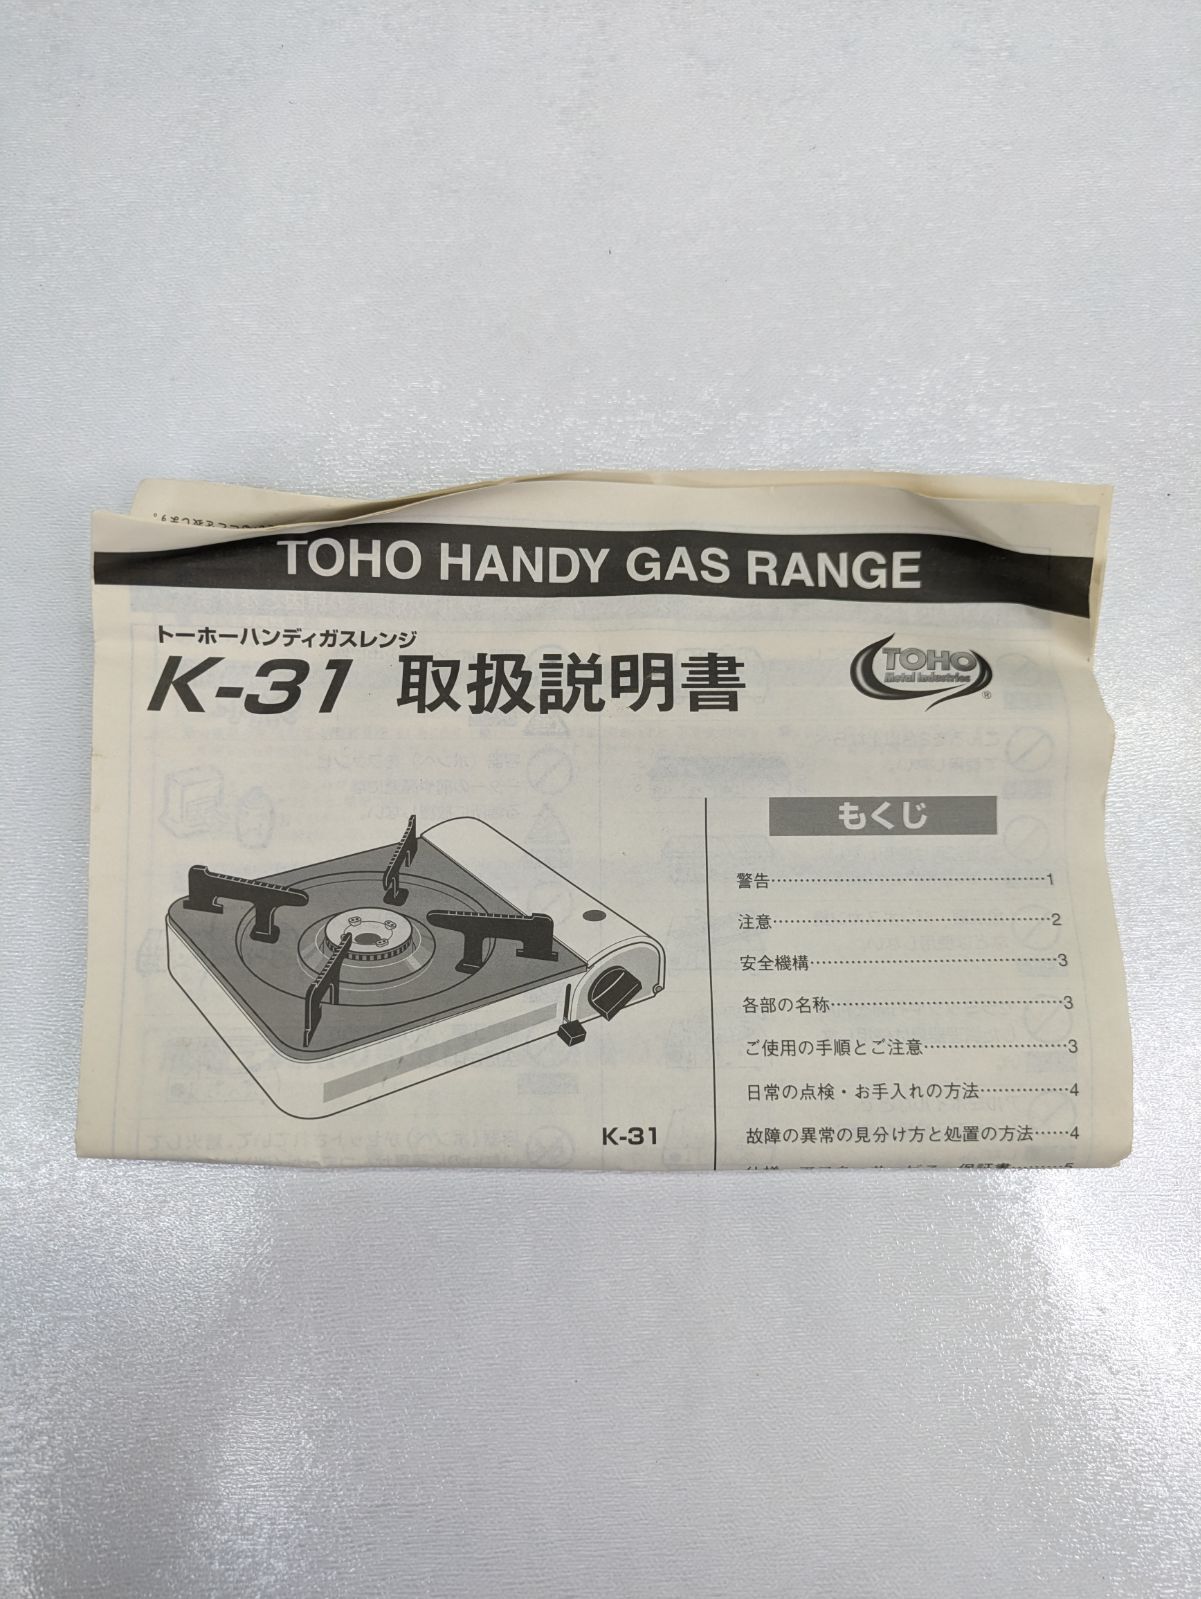 TOHO HANDY GAS RANGE
トーホーハンディガスレンジ
K-31 取扱説明書
TOHO
Metal Industries
®
もくじ
警告……………………………………………1
注意……………………………………………2
安全機構………………………………………3
各部の名称……………………………………3
ご使用の手順とご注意………………………3
日常の点検・お手入れの方法……………4
故障の異常の見分け方と処置の方法……4
K-31